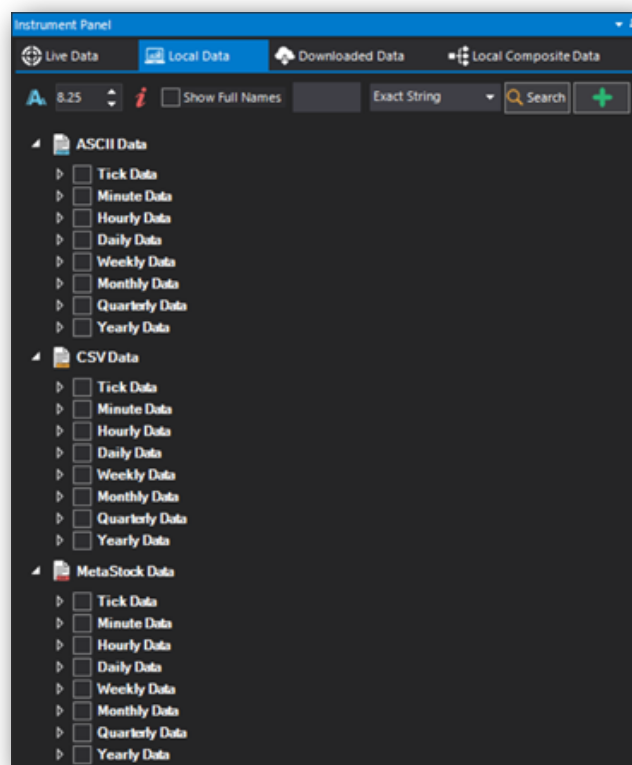 Instrument Panel
Live Data Local Data Downloaded Data Local Composite Data
A 8.25 i Show Full Names Exact String Search
ASCII Data
Tick Data
Minute Data
Hourly Data
Daily Data
Weekly Data
Monthly Data
Quarterly Data
Yearly Data
CSV Data
Tick Data
Minute Data
Hourly Data
Daily Data
Weekly Data
Monthly Data
Quarterly Data
Yearly Data
MetaStock Data
Tick Data
Minute Data
Hourly Data
Daily Data
Weekly Data
Monthly Data
Quarterly Data
Yearly Data